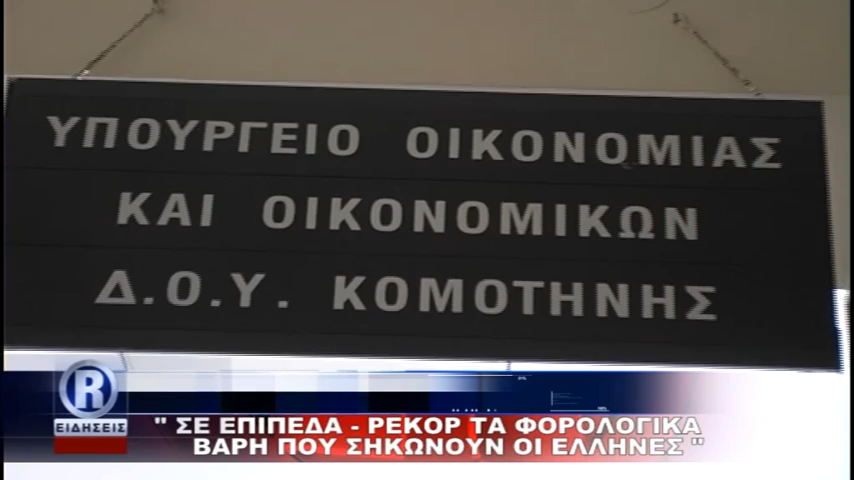 ΥΠΟΥΡΓΕΙΟ ΟΙΚΟΝΟΜΙΑΣ
ΚΑΙ ΟΙΚΟΝΟΜΙΚΩΝ
Δ.Ο.Υ. ΚΟΜΟΤΗΝΗΣ
R
ΕΙΔΗΣΕΙΣ
" ΣΕ ΕΠΙΠΕΔΑ - ΡΕΚΟΡ ΤΑ ΦΟΡΟΛΟΓΙΚΑ
ΒΑΡΗ ΠΟΥ ΣΗΚΩΝΟΥΝ ΟΙ ΕΛΛΗΝΕΣ "